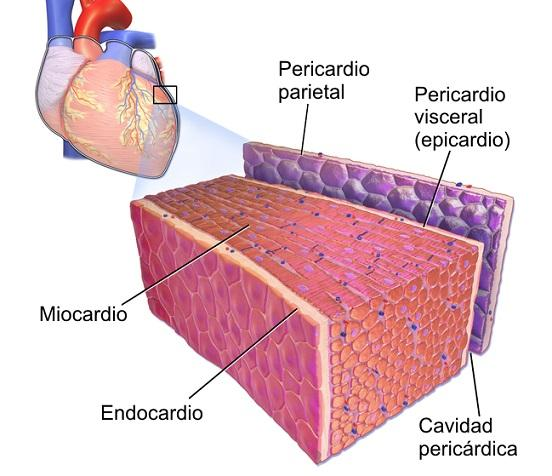 Pericardio
parietal
Pericardio
visceral
(epicardio)
Miocardio
Endocardio
Cavidad
pericárdica